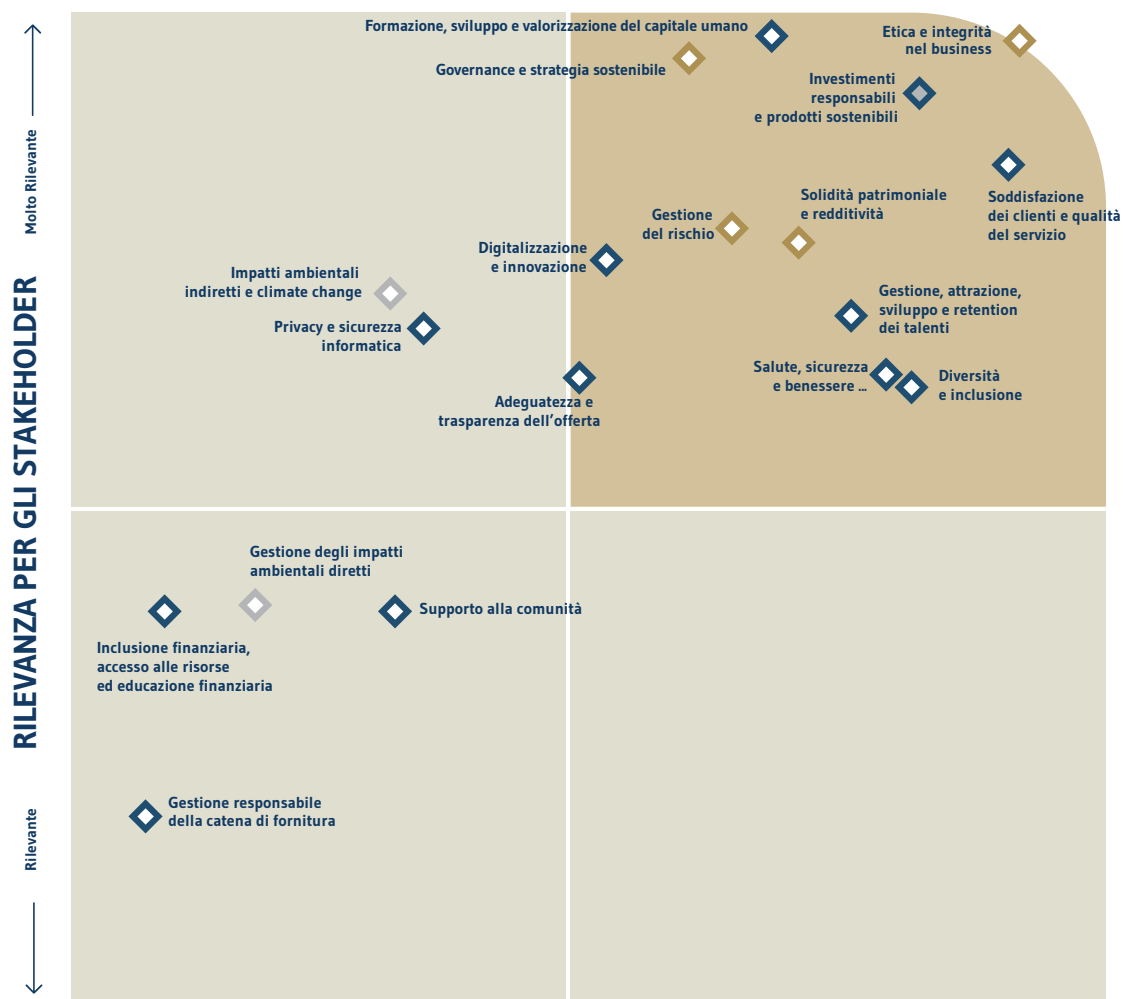 Formazione, sviluppo e valorizzazione del capitale umano
Etica e integrità
nel business
Governance e strategia sostenibile
Investimenti
responsabili
e prodotti sostenibili
Molto Rilevante
Solidità patrimoniale
e redditività
Soddisfazione
dei clienti e qualità
del servizio
Gestione
del rischio
Digitalizzazione
e innovazione
Impatti ambientali
indiretti e climate change
Gestione, attrazione,
sviluppo e retention
dei talenti
Privacy e sicurezza
informatica
Salute, sicurezza
e benessere ...
Diversità
e inclusione
Adeguatezza e
trasparenza dell’offerta
RILEVANZA PER GLI STAKEHOLDER
Gestione degli impatti
ambientali diretti
Supporto alla comunità
Inclusione finanziaria,
accesso alle risorse
ed educazione finanziaria
Gestione responsabile
della catena di fornitura
Rilevante